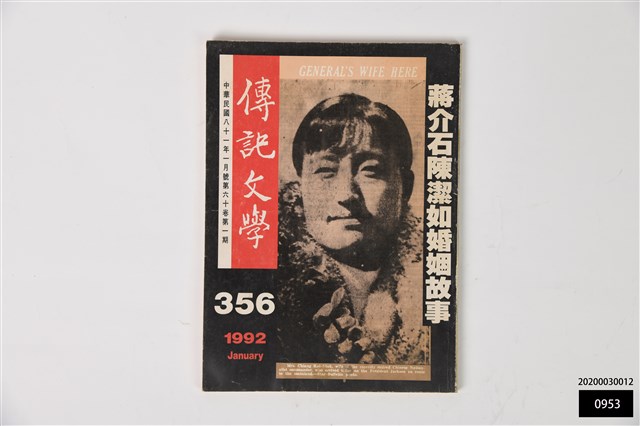 GENERAL'S WIFE HERE
蔣介石陳潔如婚姻故事
傳記文學
中華民國八十一年一月號第六十卷第一期
356
1992
January
20200030012
0953